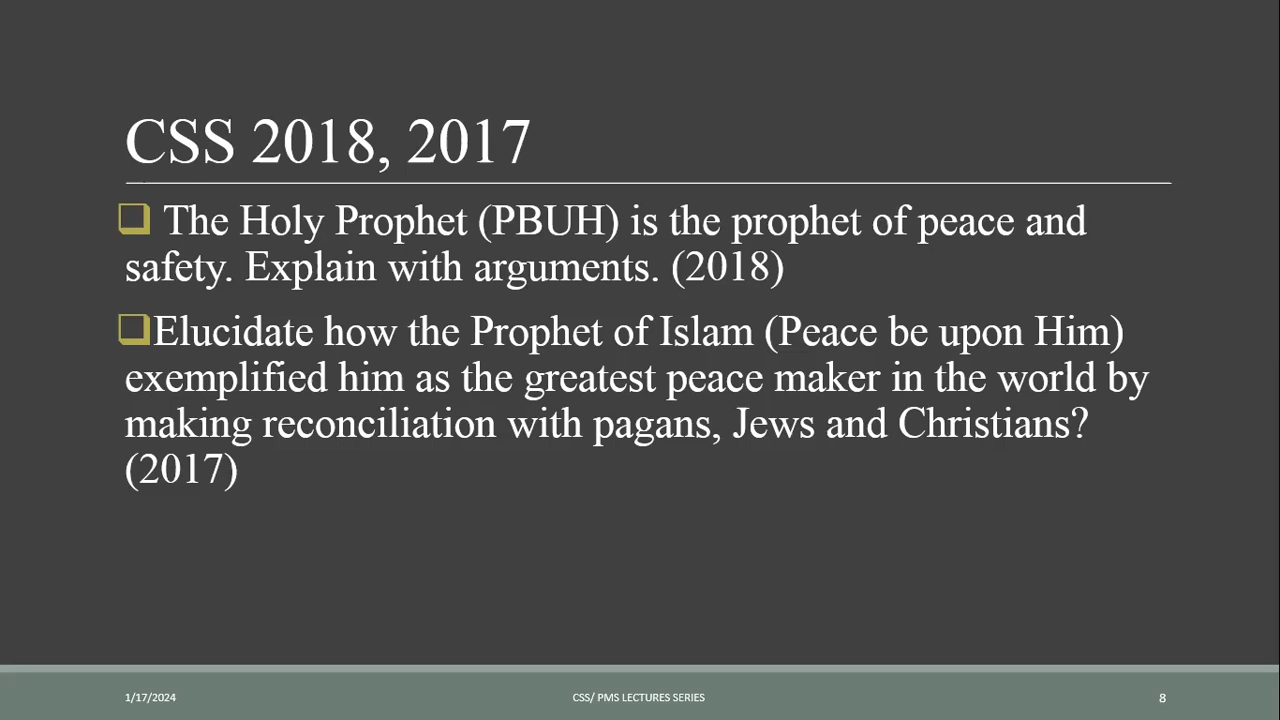 CSS 2018, 2017
The Holy Prophet (PBUH) is the prophet of peace and
safety. Explain with arguments. (2018)
Elucidate how the Prophet of Islam (Peace be upon Him)
exemplified him as the greatest peace maker in the world by
making reconciliation with pagans, Jews and Christians?
(2017)
1/17/2024
CSS/ PMS LECTURES SERIES
8